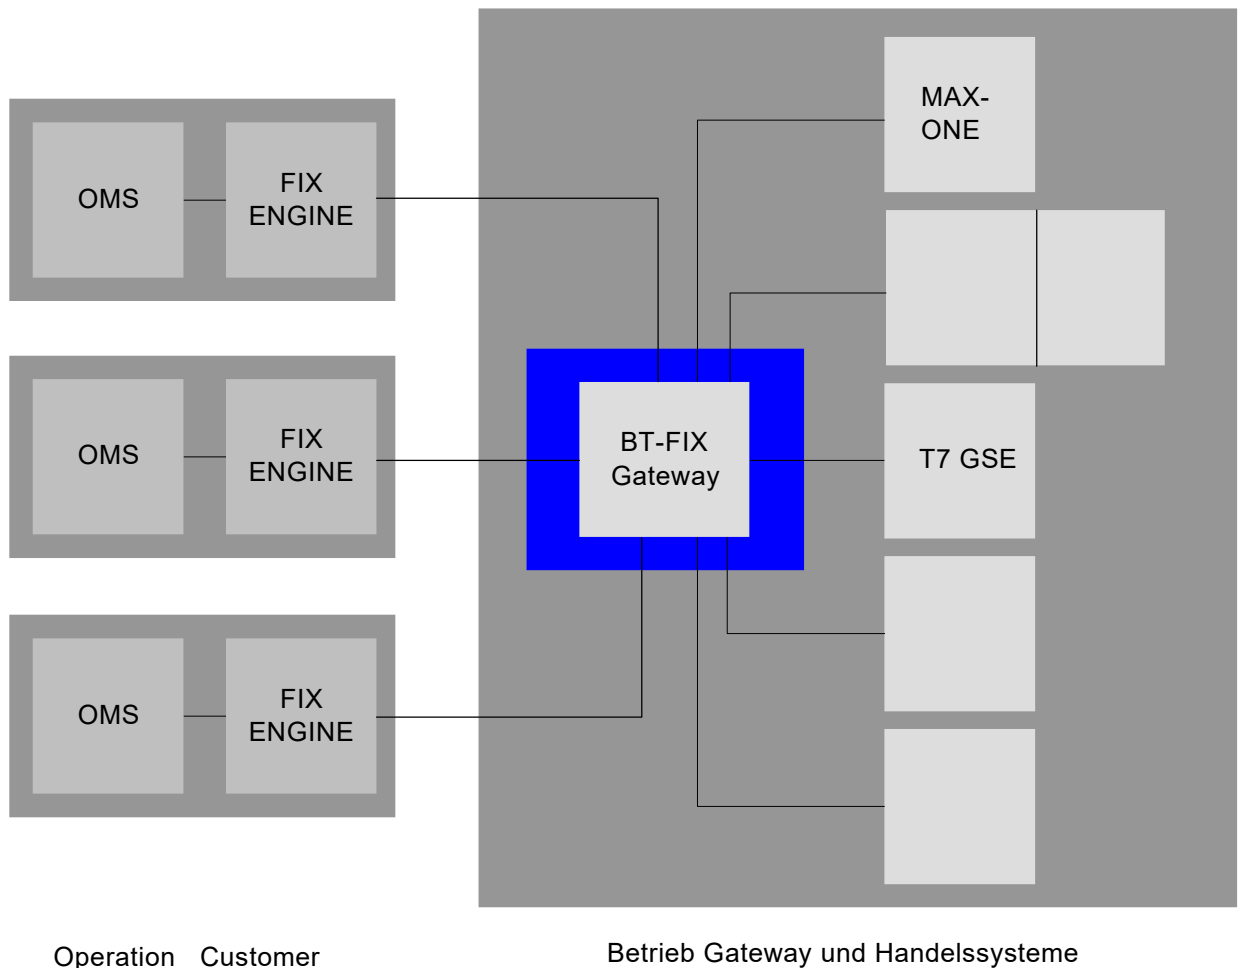 MAX-
ONE
OMS
FIX
ENGINE
OMS
FIX
ENGINE
BT-FIX
Gateway
T7 GSE
OMS
FIX
ENGINE
Operation Customer
Betrieb Gateway und Handelssysteme